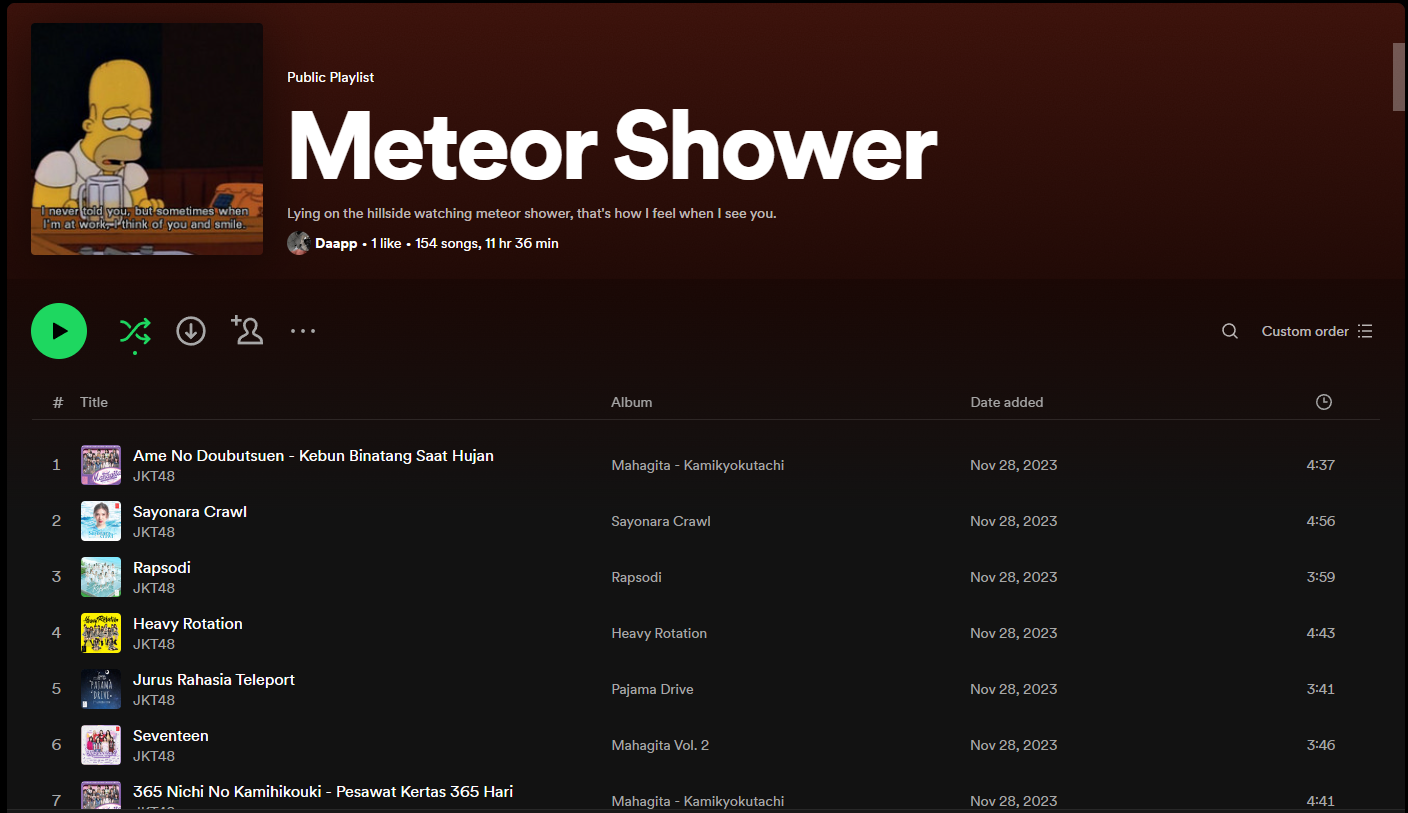 I never told you, but sometimes when
I'm at work, I think of you and smile.
Public Playlist
Meteor Shower
Lying on the hillside watching meteor shower, that's how I feel when I see you.
Daapp • 1 like • 154 songs, 11 hr 36 min
Custom order
# Title Album Date added
1 Ame No Doubutsuen - Kebun Binatang Saat Hujan Mahagita - Kamikyokutachi Nov 28, 2023 4:37
JKT48
2 Sayonara Crawl Sayonara Crawl Nov 28, 2023 4:56
JKT48
3 Rapsodi Rapsodi Nov 28, 2023 3:59
JKT48
4 Heavy Rotation Heavy Rotation Nov 28, 2023 4:43
JKT48
Heavy Rotation
5 Jurus Rahasia Teleport Pajama Drive Nov 28, 2023 3:41
JKT48
PAJAMA
DRIVE
6 Seventeen Mahagita Vol. 2 Nov 28, 2023 3:46
JKT48
7 365 Nichi No Kamihikouki - Pesawat Kertas 365 Hari Mahagita - Kamikyokutachi Nov 28, 2023 4:41